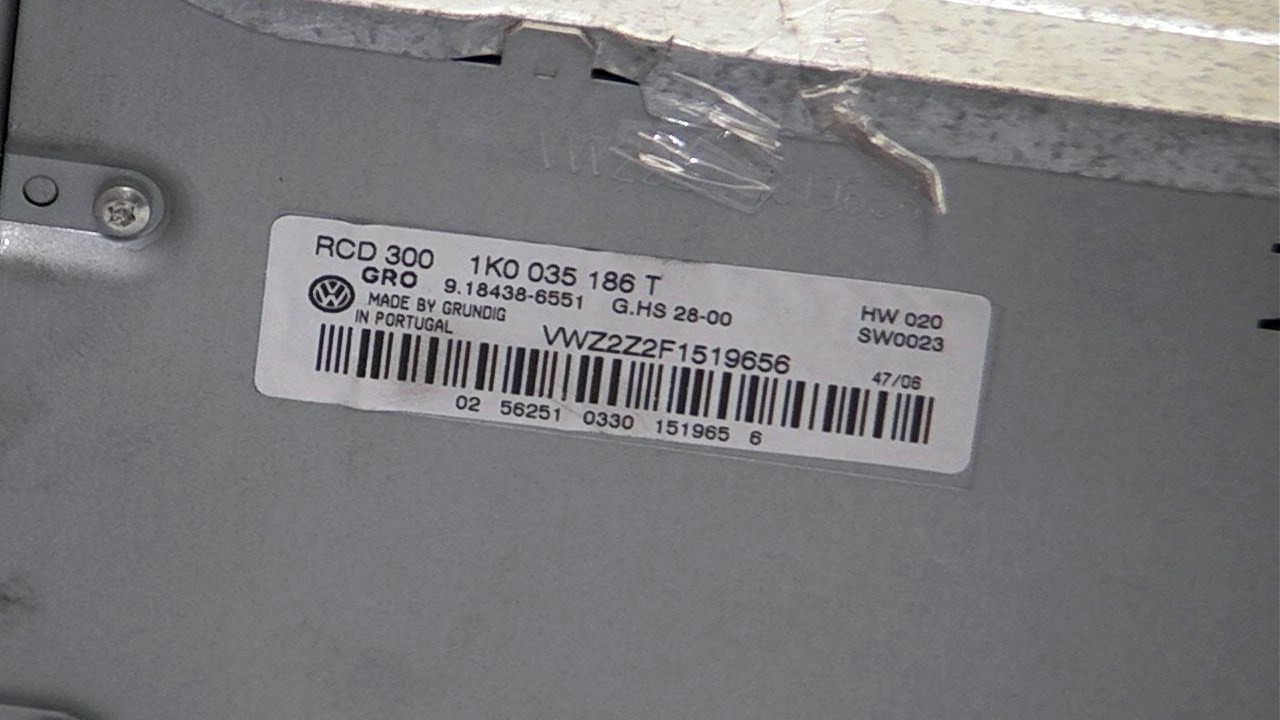 RCD 300 1K0 035 186 T
GRO 9.18438-6551 G.HS 28-00 HW 020
MADE BY GRUNDIG SW0023
IN PORTUGAL VWZ2Z2F1519656 47/06
02 56251 0330 151965 6